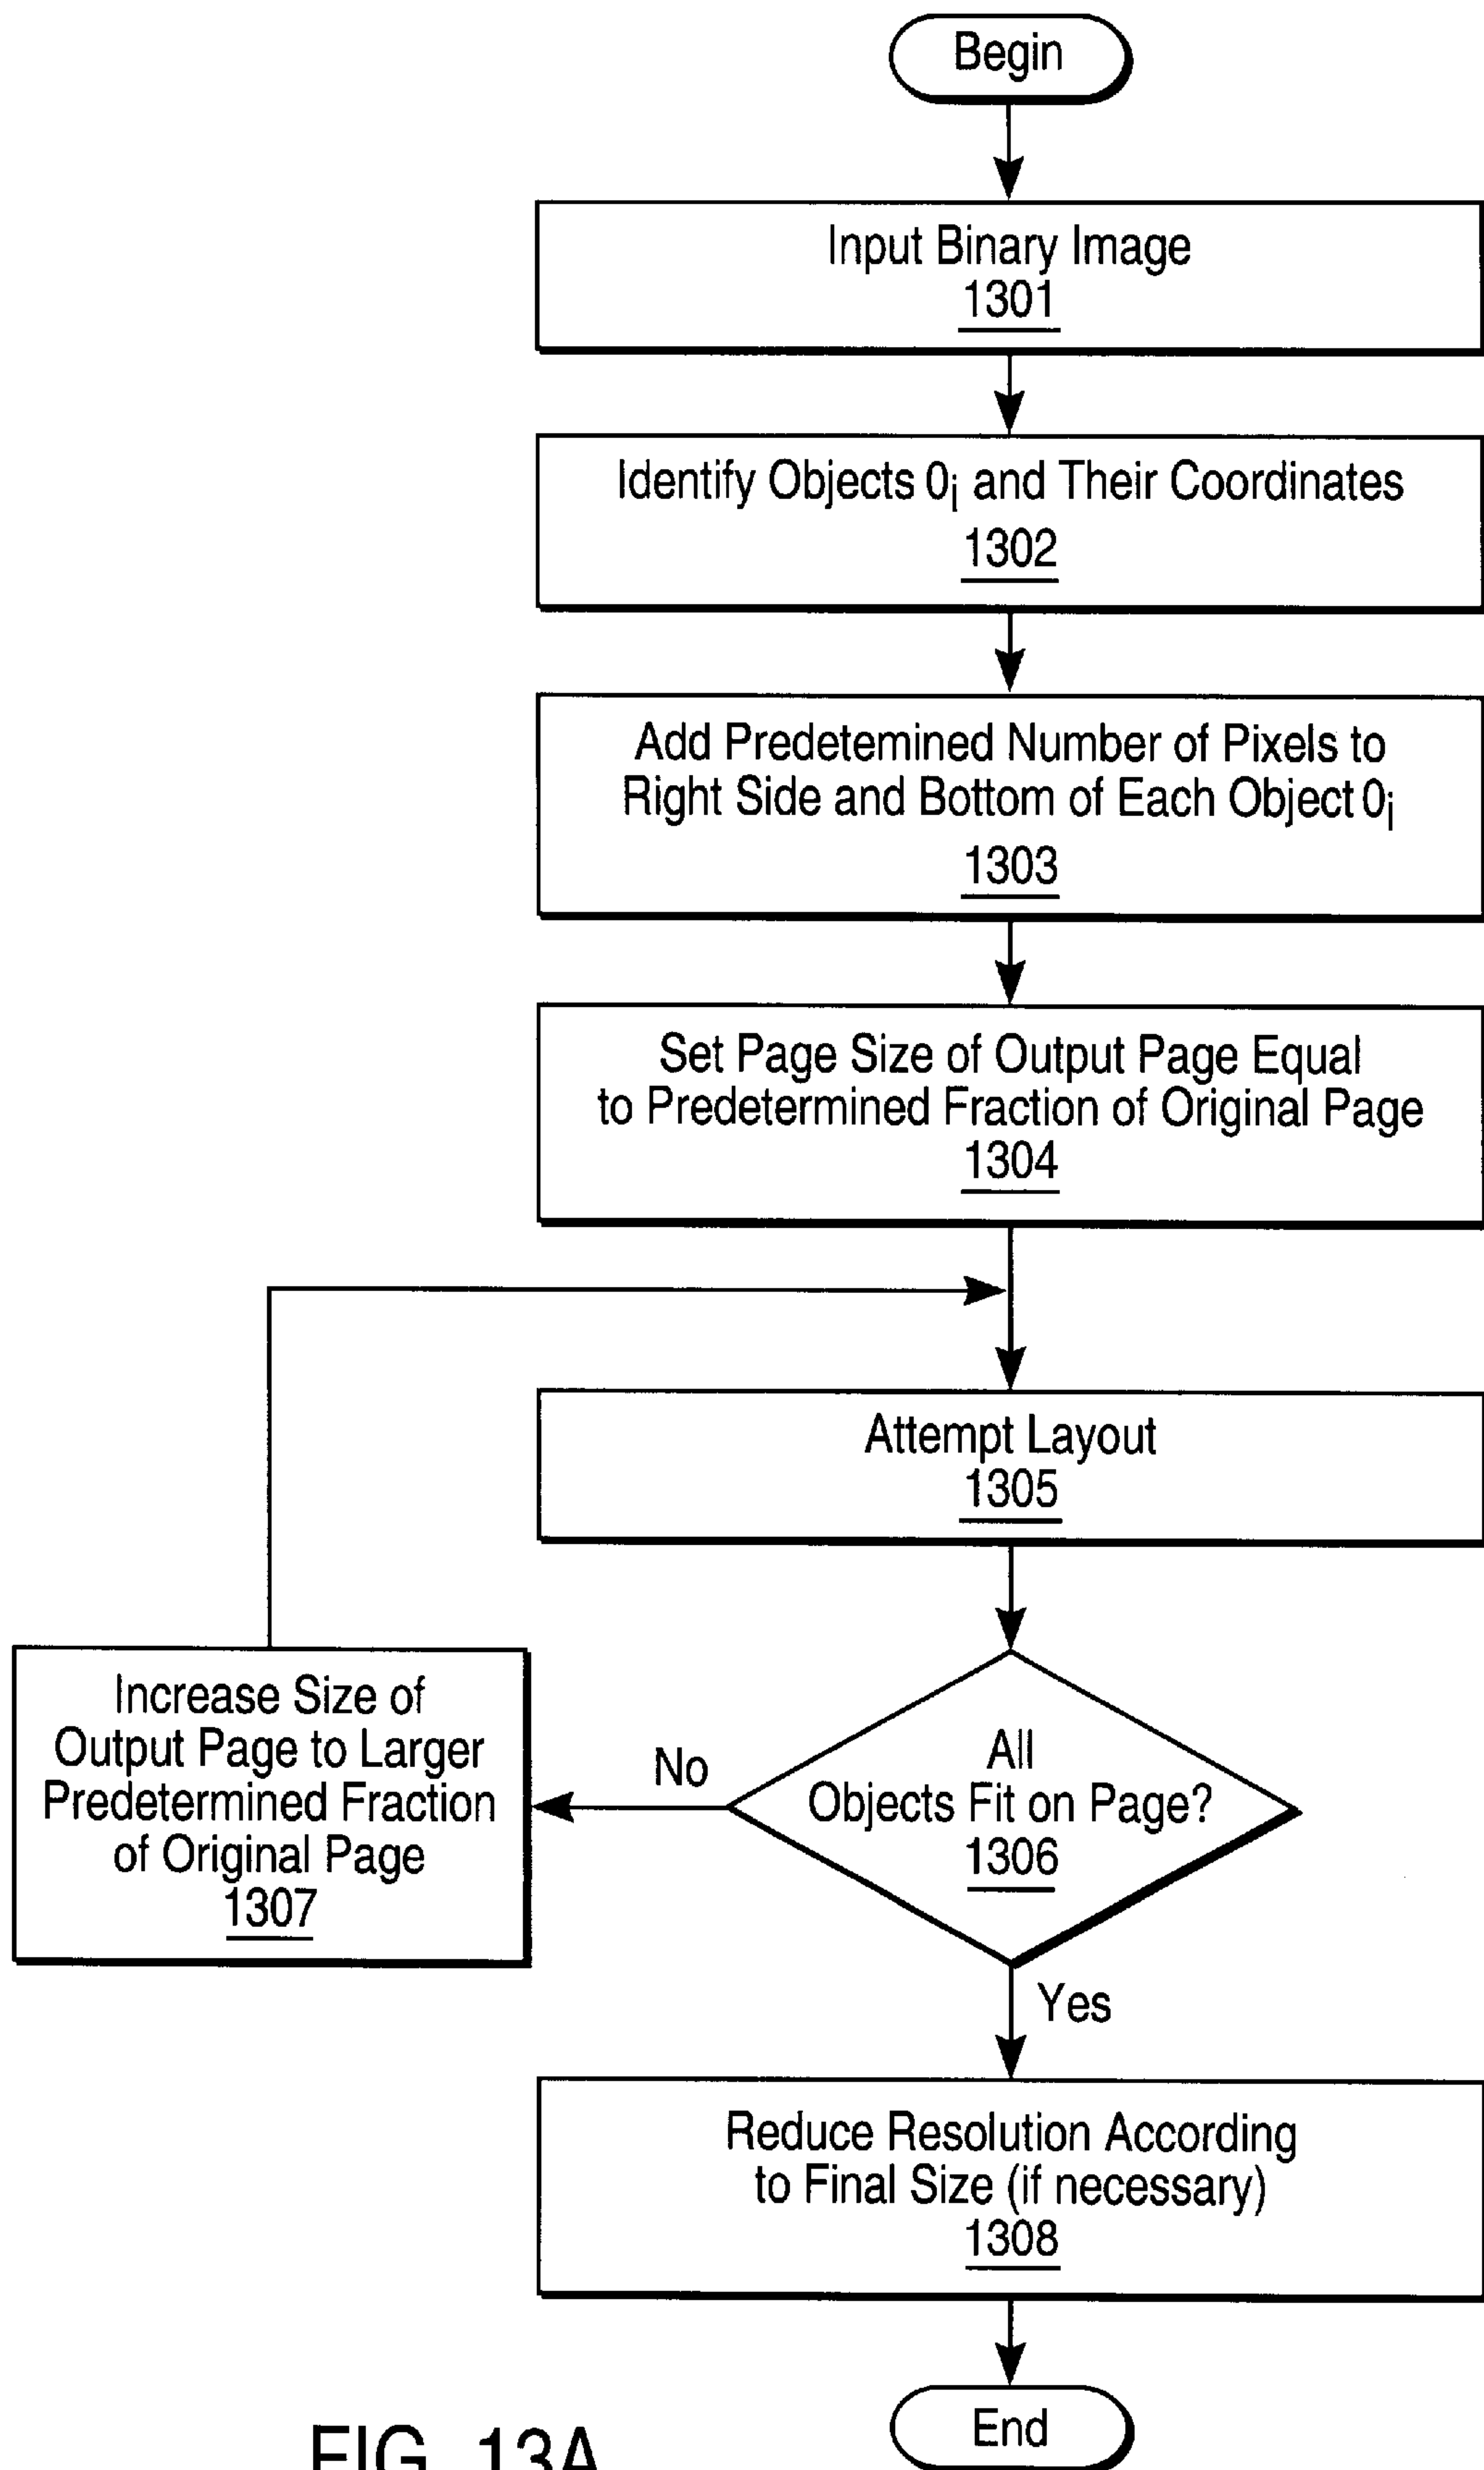 Begin
Input Binary Image
1301
Identify Objects 0i and Their Coordinates
1302
Add Predetemined Number of Pixels to
Right Side and Bottom of Each Object 0i
1303
Set Page Size of Output Page Equal
to Predetermined Fraction of Original Page
1304
Attempt Layout
1305
All
Objects Fit on Page?
1306
No
Increase Size of
Output Page to Larger
Predetermined Fraction
of Original Page
1307
Yes
Reduce Resolution According
to Final Size (if necessary)
1308
End
FIG. 13A